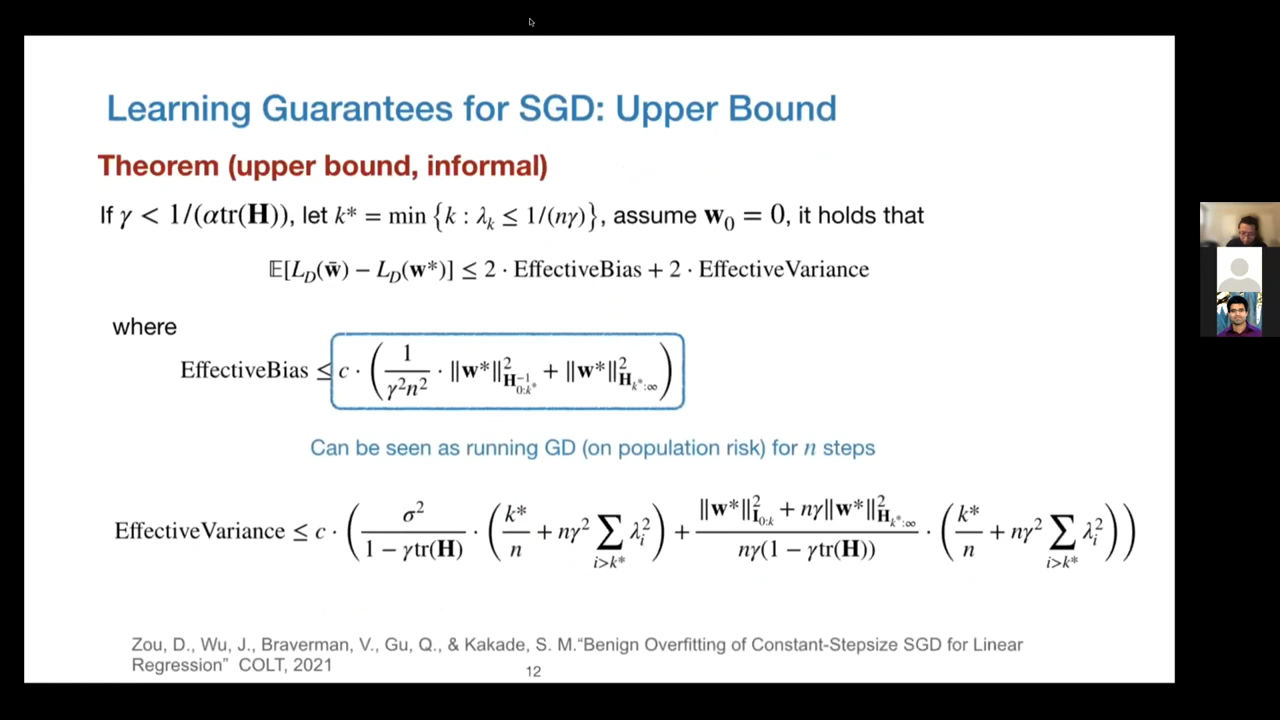 Learning Guarantees for SGD: Upper Bound
Theorem (upper bound, informal)
If γ < 1/(αtr(𝐇)), let k* = min {k : λ_k ≤ 1/(nγ)}, assume 𝐰_0 = 0, it holds that
𝔼[L_D(𝐰̄) − L_D(𝐰*)] ≤ 2 · EffectiveBias + 2 · EffectiveVariance
where
EffectiveBias ≤ c · ( 1/(γ²n²) · ‖𝐰*‖²_{𝐇^{−1}_{0:k*}} + ‖𝐰*‖²_{𝐇_{k*:∞}} )
Can be seen as running GD (on population risk) for n steps
EffectiveVariance ≤ c · ( σ²/(1 − γtr(𝐇)) · ( k*/n + nγ² ∑_{i>k*} λ_i² ) + (‖𝐰*‖²_{𝐈_{0:k}} + nγ‖𝐰*‖²_{𝐇_{k*:∞}})/(nγ(1 − γtr(𝐇))) · ( k*/n + nγ² ∑_{i>k*} λ_i² ) )
Zou, D., Wu, J., Braverman, V., Gu, Q., & Kakade, S. M.“Benign Overfitting of Constant-Stepsize SGD for Linear
Regression” COLT, 2021
12